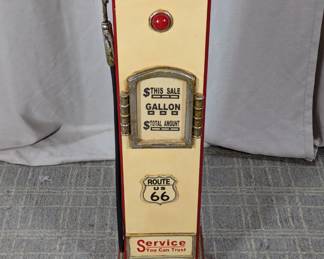 $THIS SALE
GALLON
$TOTAL AMOUNT
ROUTE
US
66
Service
You Can Trust